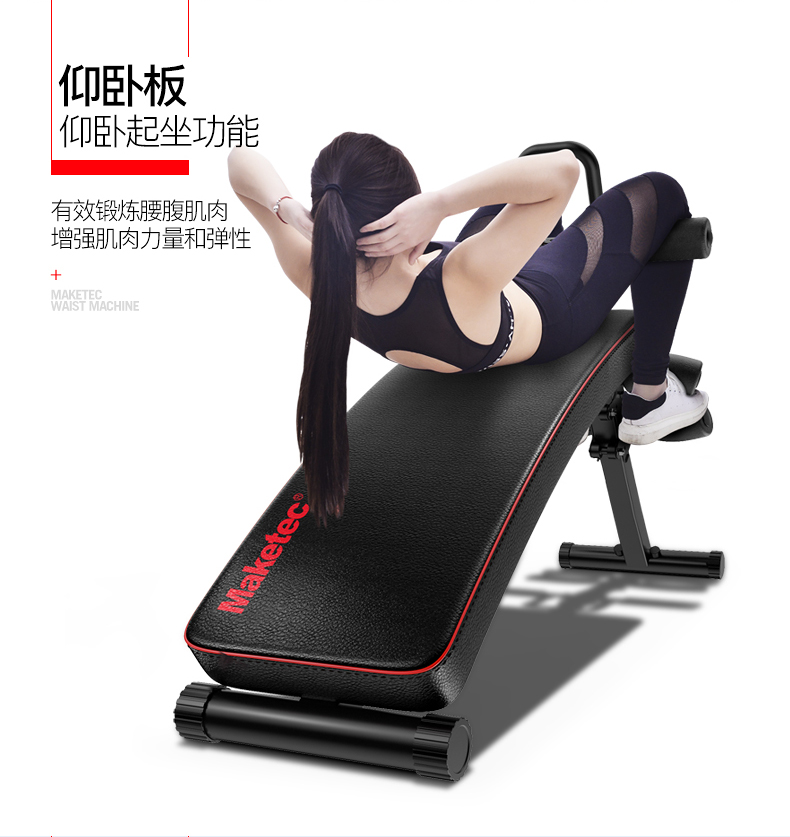 仰卧板
仰卧起坐功能
有效锻炼腰腹肌肉
增强肌肉力量和弹性
+
MAKETEC
WAIST MACHINE
Maketec®